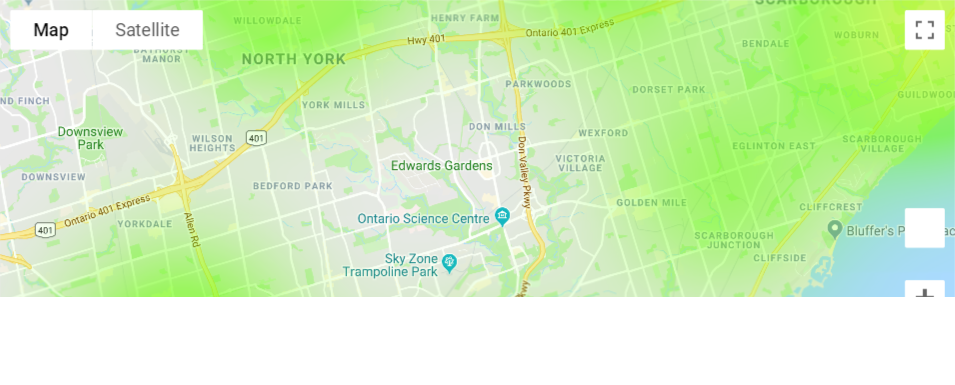 Map
Satellite
SCARBOROUGH
WILLOWDALE
HENRY FARM
Ontario 401 Express
Hwy 401
BATHURST
MANOR
NORTH YORK
BENDALE
WOBURN
PARKWOODS
DORSET PARK
GUILDWOOD
ND FINCH
YORK MILLS
Downsview
Park
WILSON
HEIGHTS
401
DON MILLS
WEXFORD
Don Valley Pkwy
EGLINTON EAST
SCARBOROUGH
VILLAGE
VICTORIA
VILLAGE
Edwards Gardens
DOWNSVIEW
BEDFORD PARK
Ontario 401 Express
401
YORKDALE
Allen Rd
Ontario Science Centre
GOLDEN MILE
CLIFFCREST
SCARBOROUGH
JUNCTION
Bluffer's P
ac
CLIFFSIDE
Sky Zone
Trampoline Park
kwy